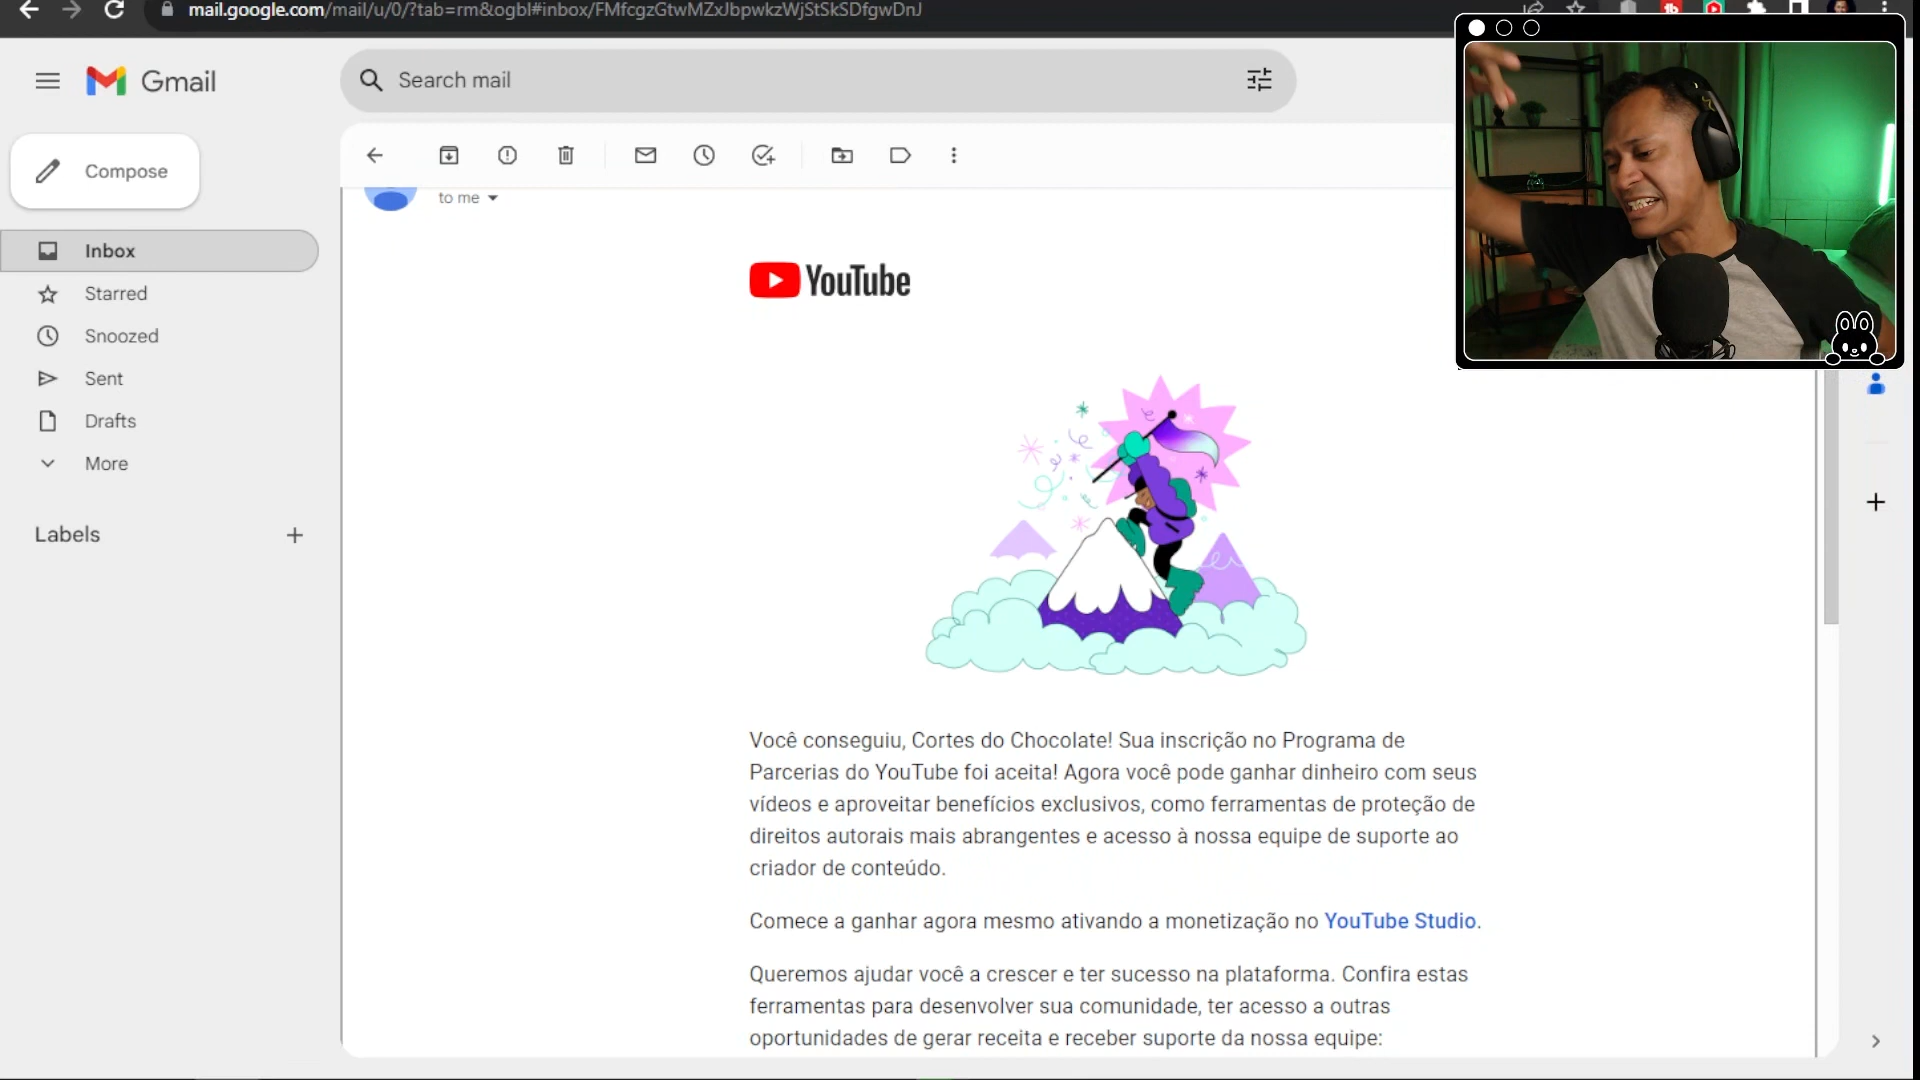 mail.google.com/mail/u/0/?tab=rm&ogbl#inbox/FMfcgzGtwMZxJbpwkzWjStSkSDfgwDnJ
Gmail
Search mail
Compose
to me
Inbox
Starred
Snoozed
Sent
Drafts
More
Labels
YouTube
Você conseguiu, Cortes do Chocolate! Sua inscrição no Programa de
Parcerias do YouTube foi aceita! Agora você pode ganhar dinheiro com seus
vídeos e aproveitar benefícios exclusivos, como ferramentas de proteção de
direitos autorais mais abrangentes e acesso à nossa equipe de suporte ao
criador de conteúdo.
Comece a ganhar agora mesmo ativando a monetização no YouTube Studio.
Queremos ajudar você a crescer e ter sucesso na plataforma. Confira estas
ferramentas para desenvolver sua comunidade, ter acesso a outras
oportunidades de gerar receita e receber suporte da nossa equipe: